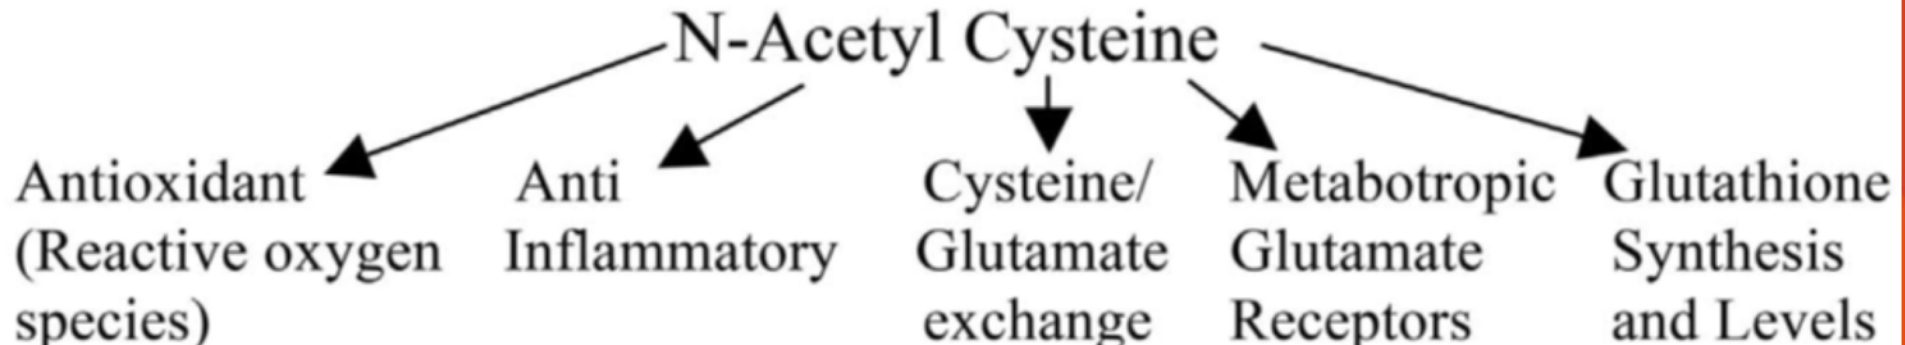 N-Acetyl Cysteine
Antioxidant
(Reactive oxygen
species)
Anti
Inflammatory
Cysteine/
Glutamate
exchange
Metabotropic
Glutamate
Receptors
Glutathione
Synthesis
and Levels